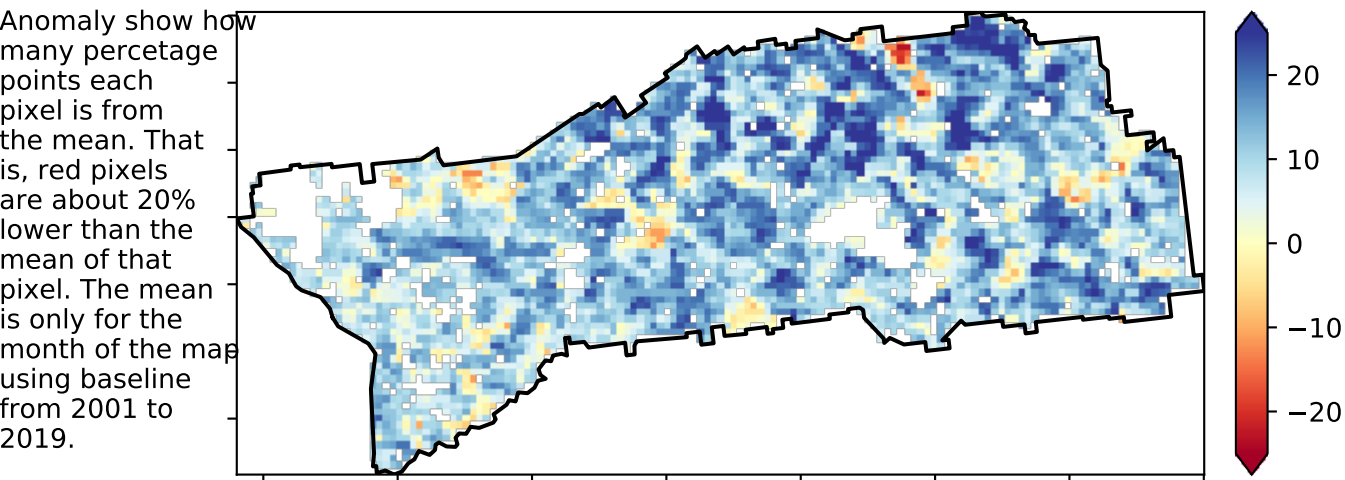 Anomaly show how
many percetage
points each
pixel is from
the mean. That
is, red pixels
are about 20%
lower than the
mean of that
pixel. The mean
is only for the
month of the map
using baseline
from 2001 to
2019.
20
10
0
−10
−20